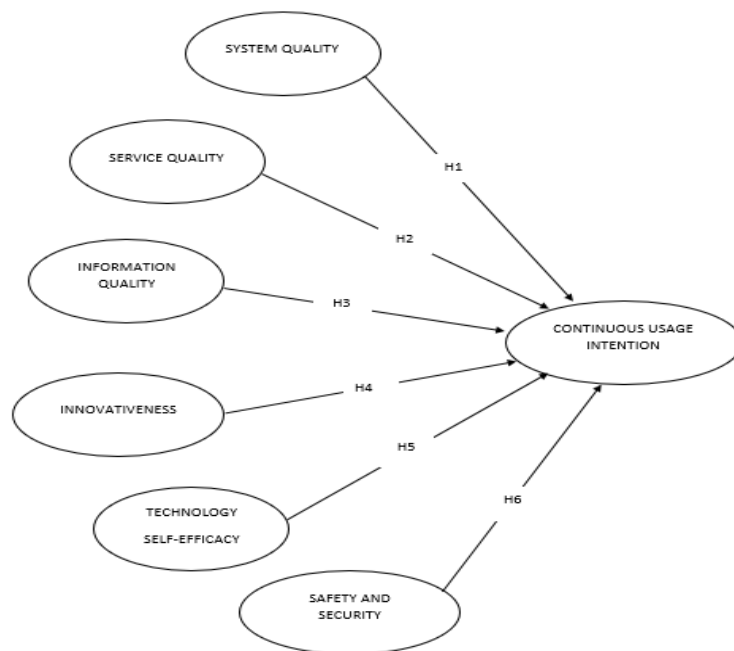 SYSTEM QUALITY
H1
SERVICE QUALITY
H2
INFORMATION
QUALITY
H3
CONTINUOUS USAGE
INTENTION
INNOVATIVENESS
H4
H5
TECHNOLOGY
SELF-EFFICACY
H6
SAFETY AND
SECURITY